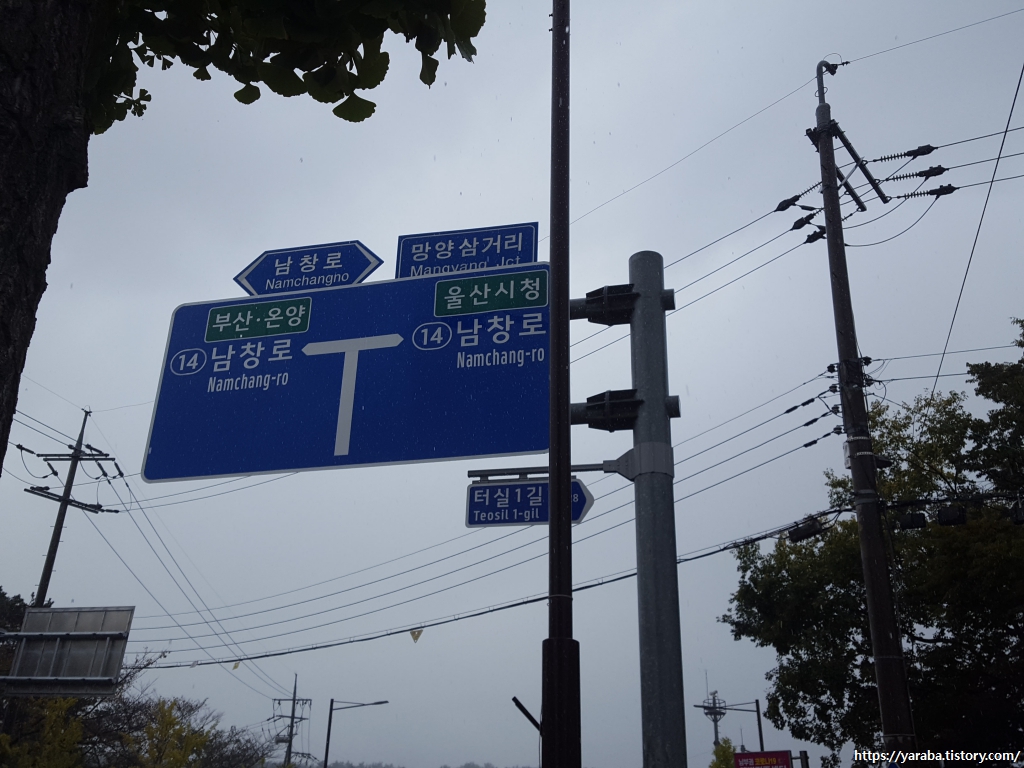 남창로
Namchangno
망양삼거리
Mangyang Jct
부산·온양
14 남창로
Namchang-ro
울산시청
14 남창로
Namchang-ro
터실1길
Teosil 1-gil
https://yaraba.tistory.com/